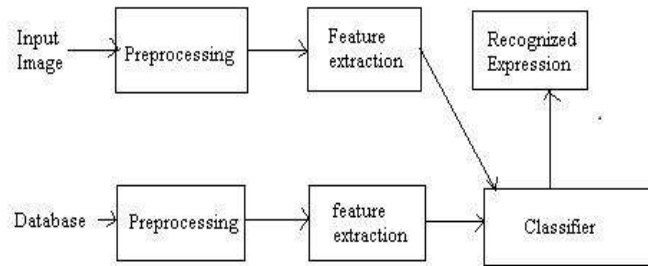 Input
Image
Preprocessing
Feature
extraction
Recognized
Expression
Database
Preprocessing
feature
extraction
Classifier